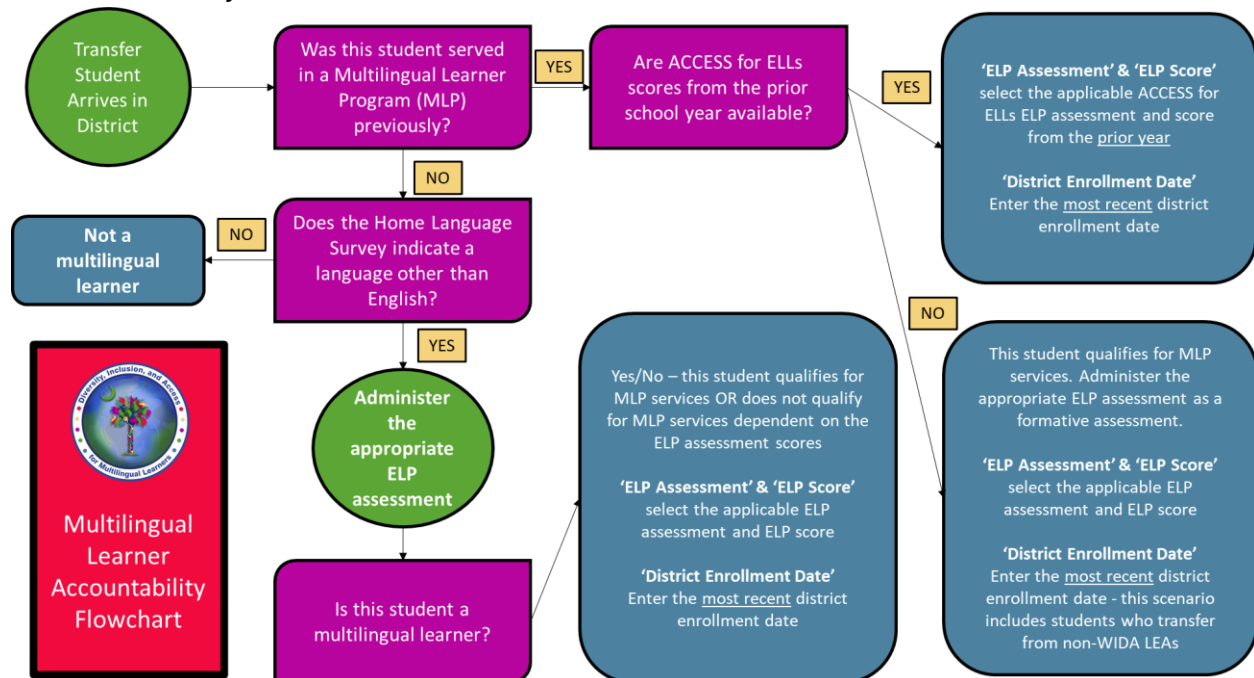 Transfer
Student
Arrives in
District
Was this student served
in a Multilingual Learner
Program (MLP)
previously?
YES
Are ACCESS for ELLs
scores from the prior
school year available?
YES
‘ELP Assessment’ & ‘ELP Score’
select the applicable ACCESS for
ELLs ELP assessment and score
from the prior year
‘District Enrollment Date’
Enter the most recent district
enrollment date
NO
Does the Home Language
Survey indicate a
language other than
English?
NO
Not a
multilingual
learner
YES
Administer
the
appropriate
ELP
assessment
Is this student a
multilingual learner?
Yes/No – this student qualifies for
MLP services OR does not qualify
for MLP services dependent on the
ELP assessment scores
‘ELP Assessment’ & ‘ELP Score’
select the applicable ELP
assessment and ELP score
‘District Enrollment Date’
Enter the most recent district
enrollment date
NO
This student qualifies for MLP
services. Administer the
appropriate ELP assessment as a
formative assessment.
‘ELP Assessment’ & ‘ELP Score’
select the applicable ELP
assessment and ELP score
‘District Enrollment Date’
Enter the most recent district
enrollment date - this scenario
includes students who transfer
from non-WIDA LEAs
Diversity, Inclusion, and Access
for Multilingual Learners
Multilingual
Learner
Accountability
Flowchart